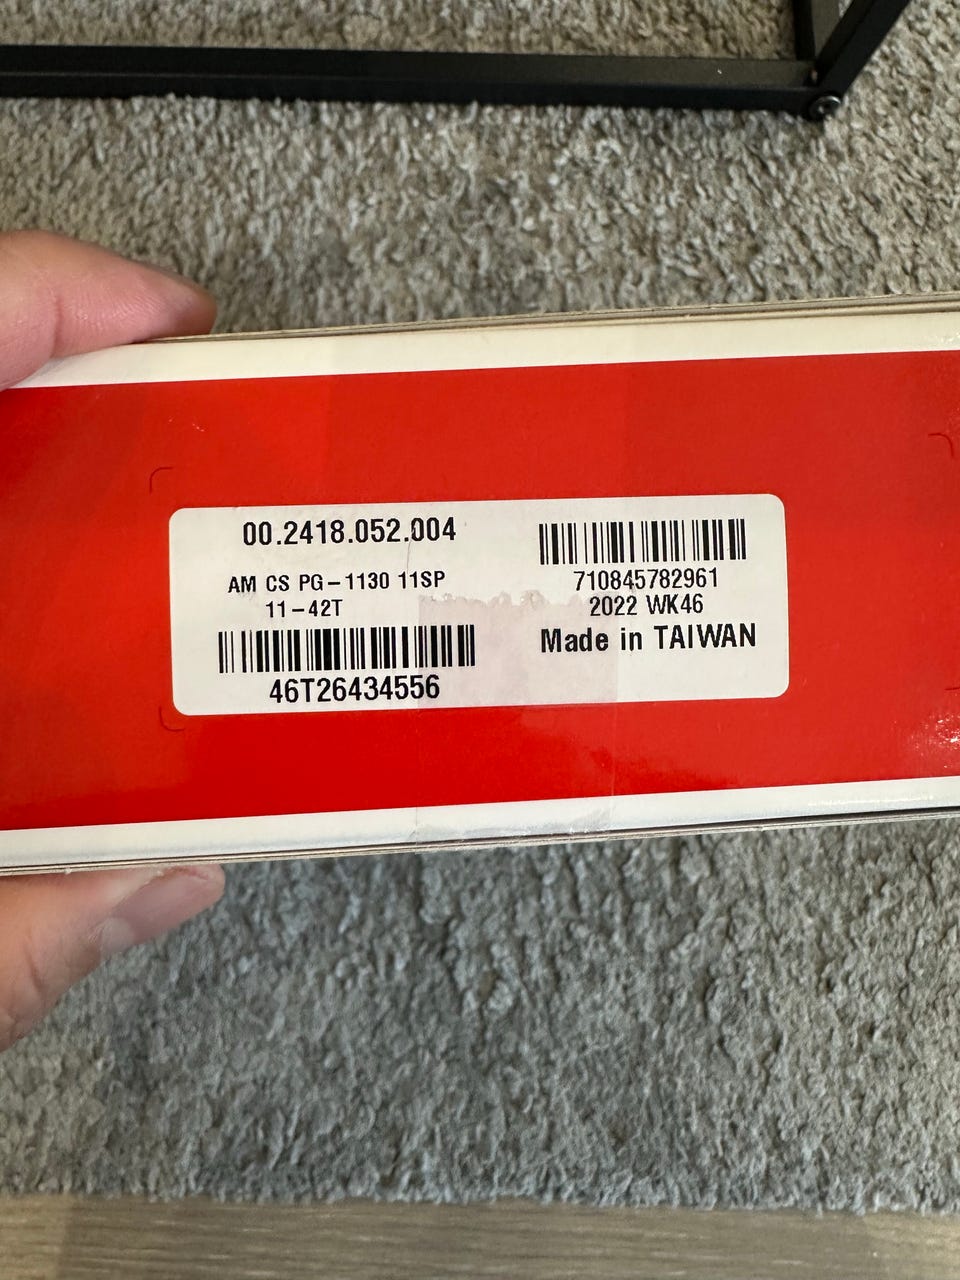 00.2418.052.004
AM CS PG-1130 11SP
11-42T
46T26434556
710845782961
2022 WK46
Made in TAIWAN